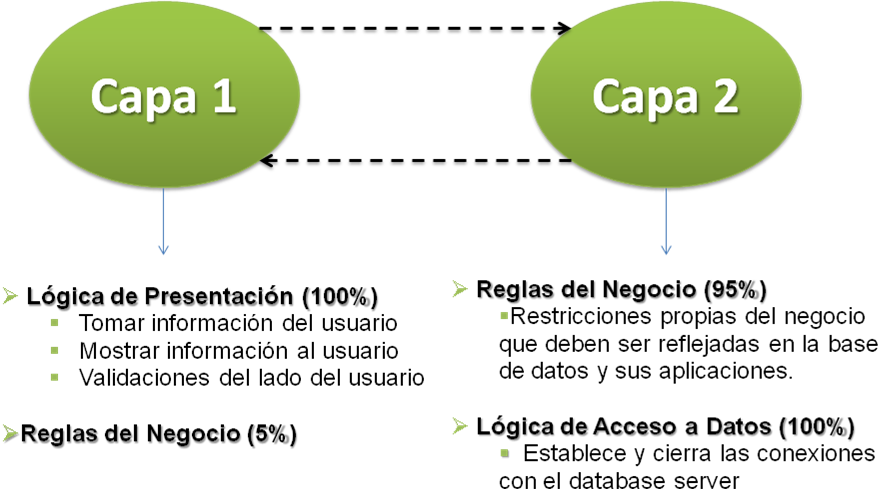 Capa 1
Capa 2
Lógica de Presentación (100%)
Tomar información del usuario
Mostrar información al usuario
Validaciones del lado del usuario
Reglas del Negocio (5%)
Reglas del Negocio (95%)
Restricciones propias del negocio
que deben ser reflejadas en la base
de datos y sus aplicaciones.
Lógica de Acceso a Datos (100%)
Establece y cierra las conexiones
con el database server